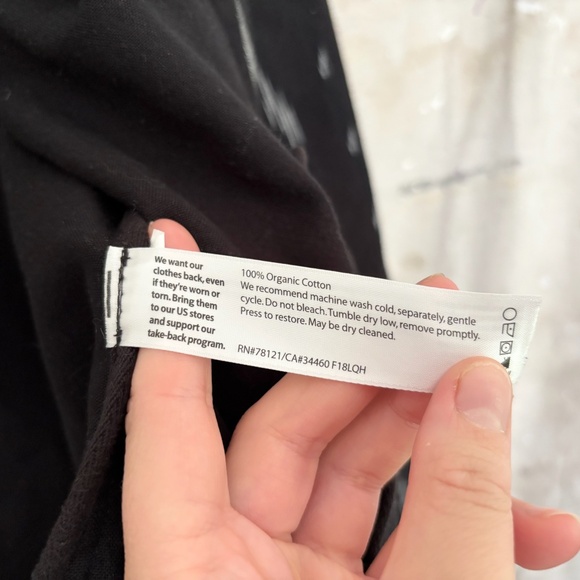 We want our
clothes back, even
if they're worn or
torn. Bring them
to our US stores
and support our
take-back program.
100% Organic Cotton
We recommend machine wash cold, separately, gentle
cycle. Do not bleach. Tumble dry low, remove promptly.
Press to restore. May be dry cleaned.
RN#78121/CA#34460 F18LQH